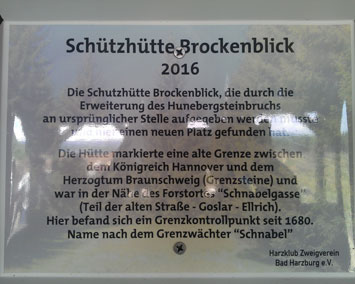 Schützhütte Brockenblick
2016
Die Schutzhütte Brockenblick, die durch die
Erweiterung des Hunebergsteinbruchs
an ursprünglicher Stelle aufgegeben werden musste
und hier einen neuen Platz gefunden hat.
Die Hütte markierte eine alte Grenze zwischen
dem Königreich Hannover und dem
Herzogtum Braunschweig (Grenzsteine) und
war in der Nähe des Forstortes "Schnabelgasse"
(Teil der alten Straße - Goslar - Ellrich).
Hier befand sich ein Grenzkontrollpunkt seit 1680.
Name nach dem Grenzwächter "Schnabel"
Harzklub Zweigverein
Bad Harzburg e.V.